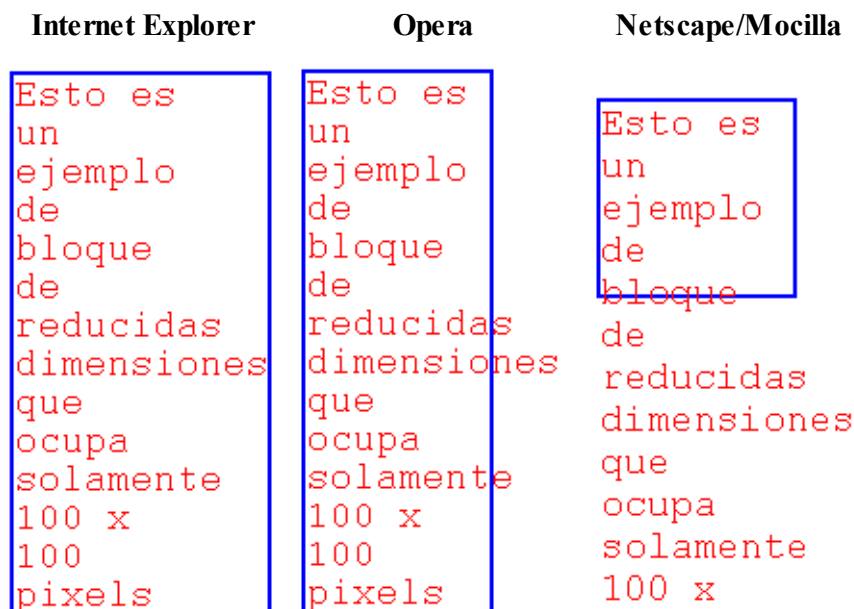 Internet Explorer
Opera
Netscape/Mocilla
Esto es
un
ejemplo
de
bloque
de
reducidas
dimensiones
que
ocupa
solamente
100 x
100
pixels
Esto es
un
ejemplo
de
bloque
de
reducidas
dimensiones
que
ocupa
solamente
100 x
100
pixels
Esto es
un
ejemplo
de
bloque
de
reducidas
dimensiones
que
ocupa
solamente
100 x